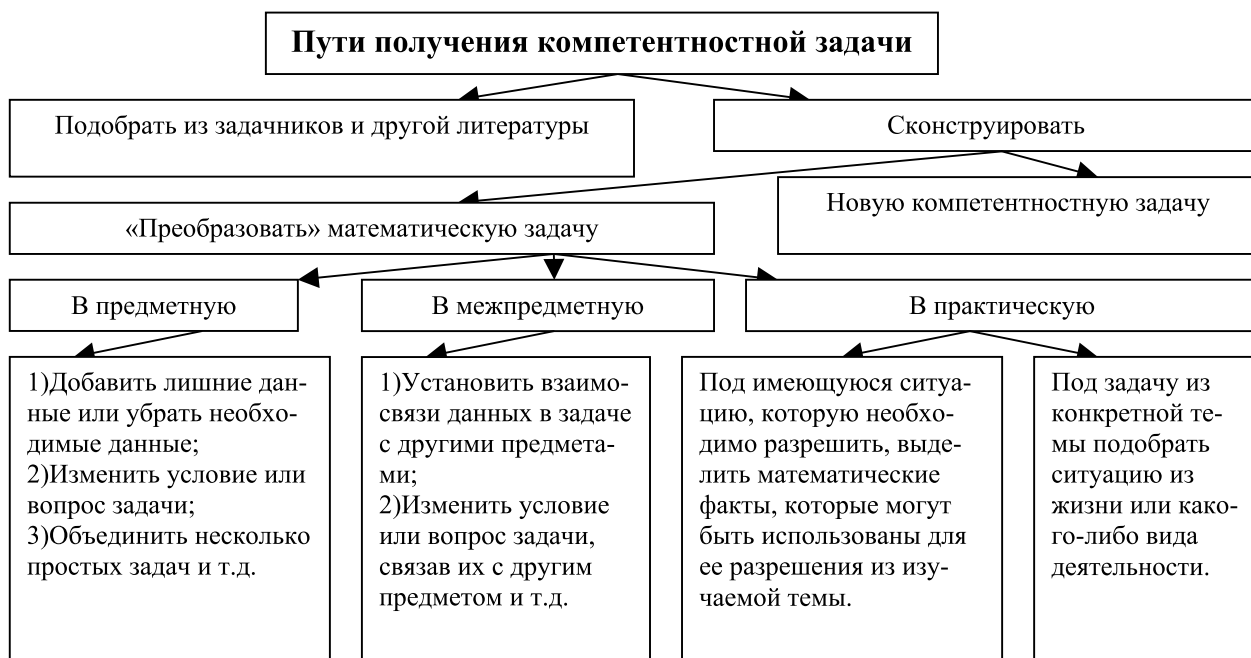 Пути получения компетентностной задачи
Подобрать из задачников и другой литературы
Сконструировать
Новую компетентностную задачу
«Преобразовать» математическую задачу
В предметную
В межпредметную
В практическую
1)Добавить лишние дан-
ные или убрать необхо-
димые данные;
2)Изменить условие или
вопрос задачи;
3)Объединить несколько
простых задач и т.д.
1)Установить взаимо-
связи данных в задаче
с другими предмета-
ми;
2)Изменить условие
или вопрос задачи,
связав их с другим
предметом и т.д.
Под имеющуюся ситуа-
цию, которую необхо-
димо разрешить, выде-
лить математические
факты, которые могут
быть использованы для
ее разрешения из изу-
чаемой темы.
Под задачу из
конкретной те-
мы подобрать
ситуацию из
жизни или како-
го-либо вида
деятельности.